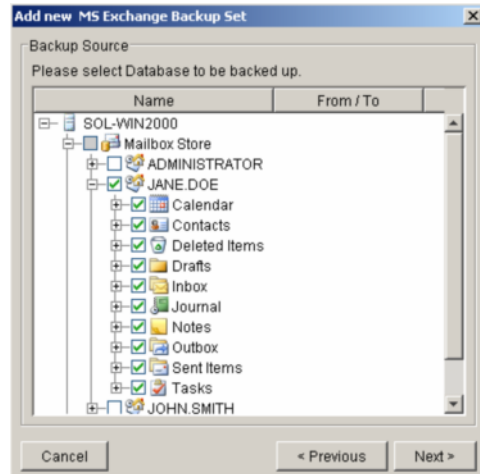 Add new MS Exchange Backup Set
Backup Source
Please select Database to be backed up.
Name From / To
SOL-WIN2000
Mailbox Store
ADMINISTRATOR
JANE.DOE
Calendar
Contacts
Deleted Items
Drafts
Inbox
Journal
Notes
Outbox
Sent Items
Tasks
JOHN.SMITH
Cancel < Previous Next >